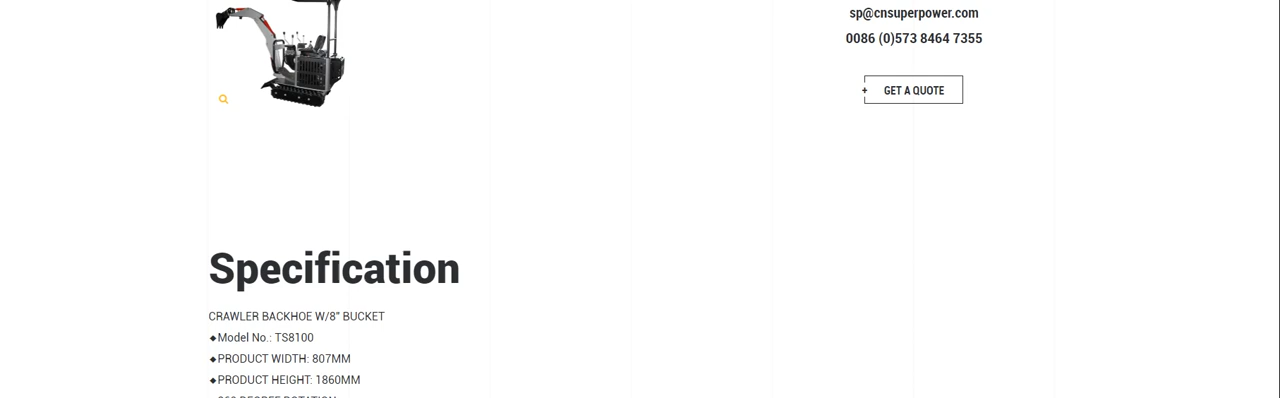 sp@cnsuperpower.com
0086 (0)573 8464 7355
+ GET A QUOTE
Specification
CRAWLER BACKHOE W/8" BUCKET
◆Model No.: TS8100
◆PRODUCT WIDTH: 807MM
◆PRODUCT HEIGHT: 1860MM